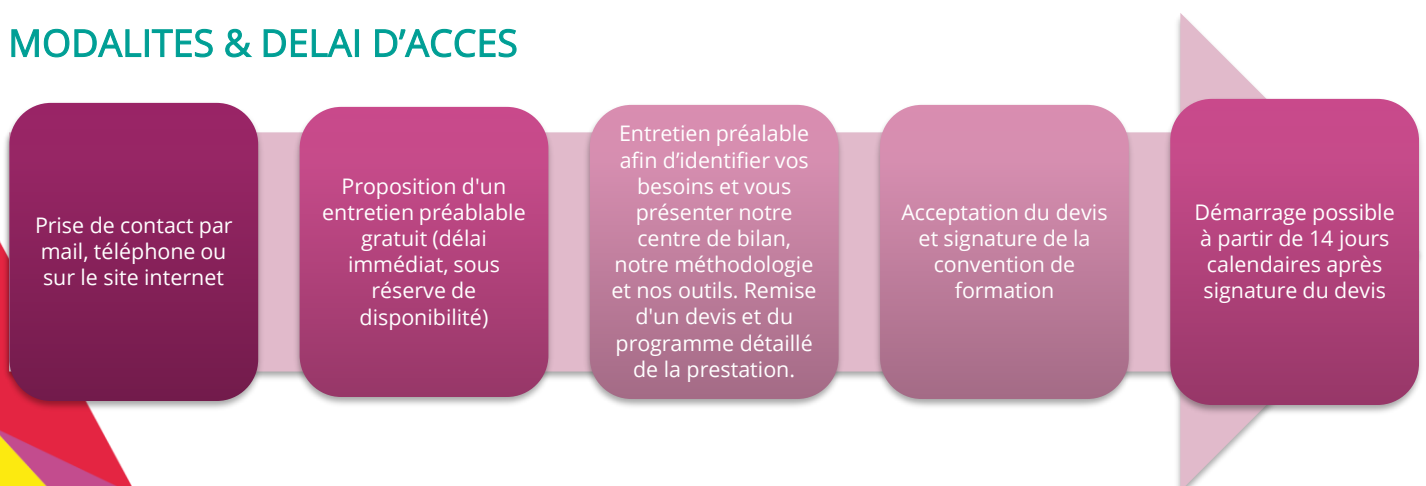 MODALITES & DELAI D'ACCES
Prise de contact par
mail, téléphone ou
sur le site internet
Proposition d'un
entretien préablable
gratuit (délai
immédiat, sous
réserve de
disponibilité)
Entretien préalable
afin d'identifier vos
besoins et vous
présenter notre
centre de bilan,
notre méthodologie
et nos outils. Remise
d'un devis et du
programme détaillé
de la prestation.
Acceptation du devis
et signature de la
convention de
formation
Démarrage possible
à partir de 14 jours
calendaires après
signature du devis